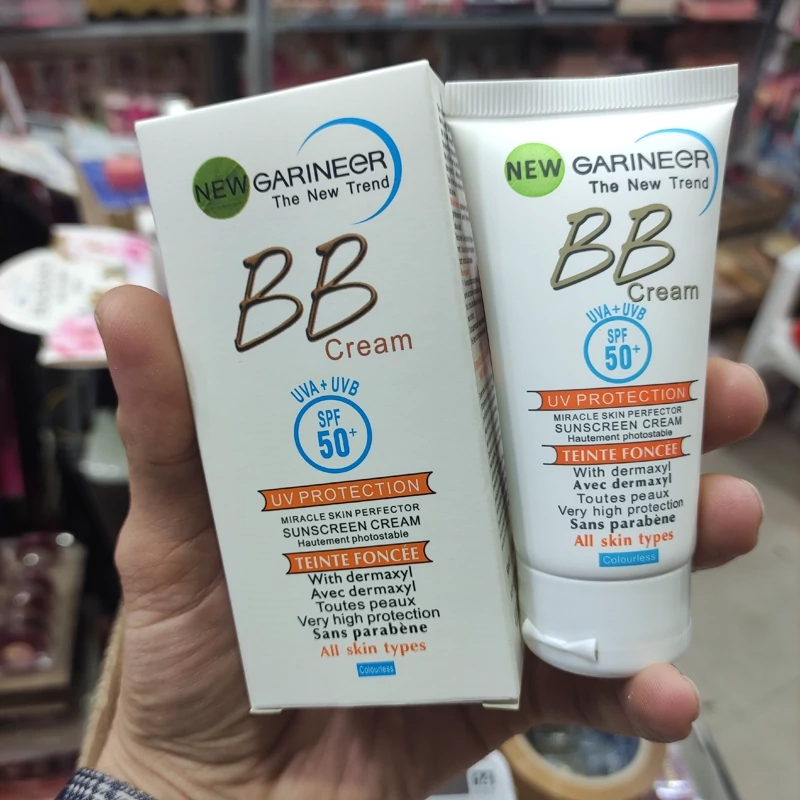 NEW GARINEER
The New Trend
BB
Cream
UVA+UVB
SPF
50+
UV PROTECTION
MIRACLE SKIN PERFECTOR
SUNSCREEN CREAM
Hautement photostable
TEINTE FONCÉE
With dermaxyl
Avec dermaxyl
Toutes peaux
Very high protection
Sans parabène
All skin types
Colourless
NEW GARINEER
The New Trend
BB
Cream
UVA+UVB
SPF
50+
UV PROTECTION
MIRACLE SKIN PERFECTOR
SUNSCREEN CREAM
Hautement photostable
TEINTE FONCÉE
With dermaxyl
Avec dermaxyl
Toutes peaux
Very high protection
Sans parabène
All skin types
Colourless